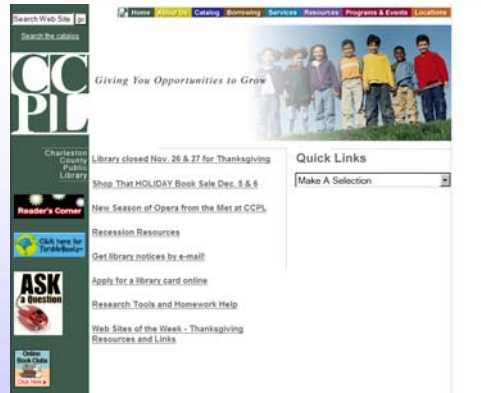 Home About Us Catalog Borrowing Services Resources Programs & Events Locations
Search Web Site go
Search the catalog
CC
PL
Giving You Opportunities to Grow
Charleston
County
Public
Library
Reader's Corner
Click here for
TumbleBooks
ASK
a Question
Online
Book Clubs
Click Here
Library closed Nov. 26 & 27 for Thanksgiving
Shop That HOLIDAY Book Sale Dec. 5 & 6
New Season of Opera from the Met at CCPL
Recession Resources
Get library notices by e-mail!
Apply for a library card online
Research Tools and Homework Help
Web Sites of the Week - Thanksgiving
Resources and Links
Quick Links
Make A Selection